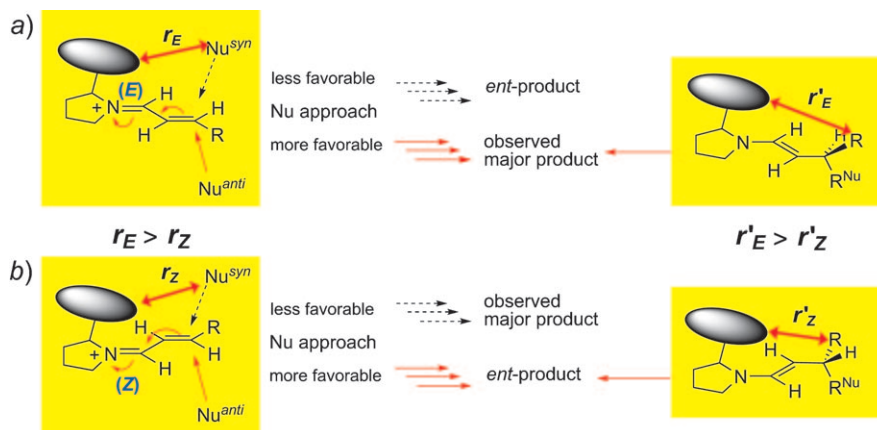 a)
r_E
Nu^syn
(E)
H
H
+
N
H
H
R
Nu^anti
less favorable
Nu approach
more favorable
ent-product
observed
major product
r'_E
H
H
R
N
H
R^Nu
r_E > r_Z
r'_E > r'_Z
b)
r_Z
Nu^syn
H
R
+
N
H
H
(Z)
Nu^anti
less favorable
Nu approach
more favorable
observed
major product
ent-product
r'_Z
R
H
H
N
H
R^Nu